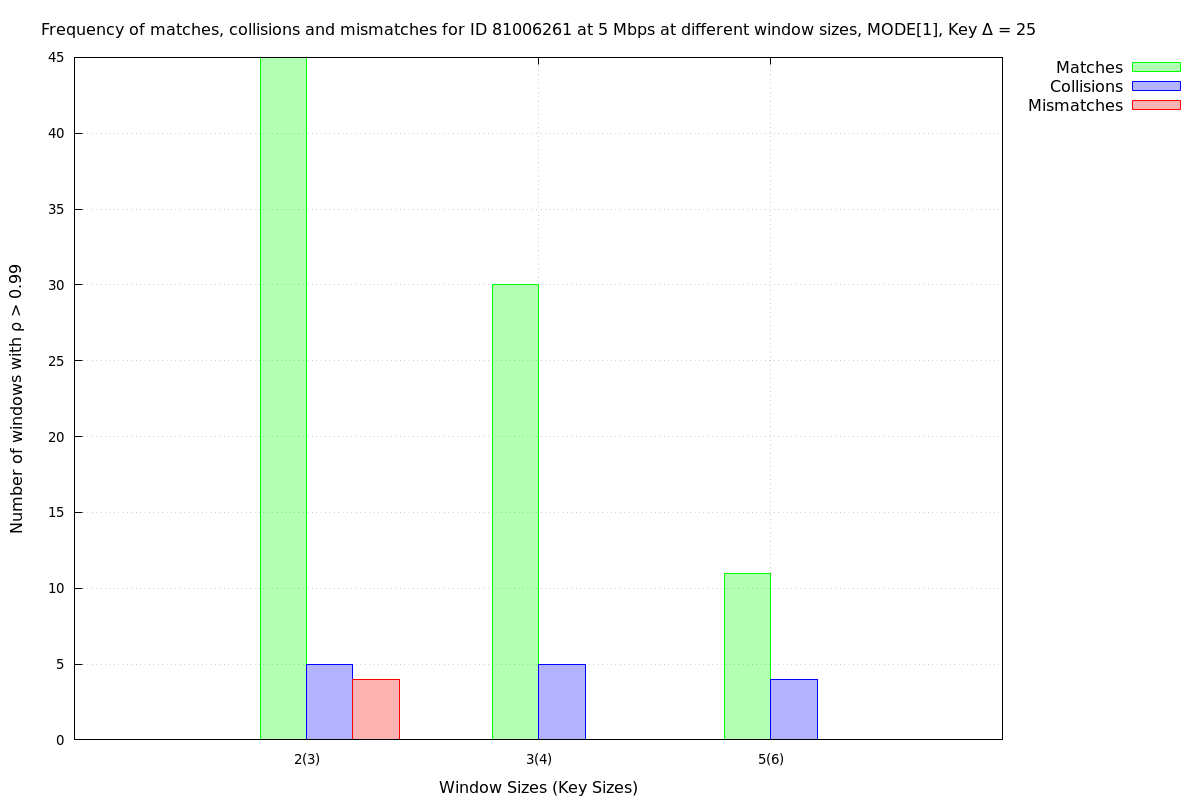 Frequency of matches, collisions and mismatches for ID 81006261 at 5 Mbps at different window sizes, MODE[1], Key Δ = 25
Matches
Collisions
Mismatches
Number of windows with ρ > 0.99
45
40
35
30
25
20
15
10
5
0
2(3) 3(4) 5(6)
Window Sizes (Key Sizes)